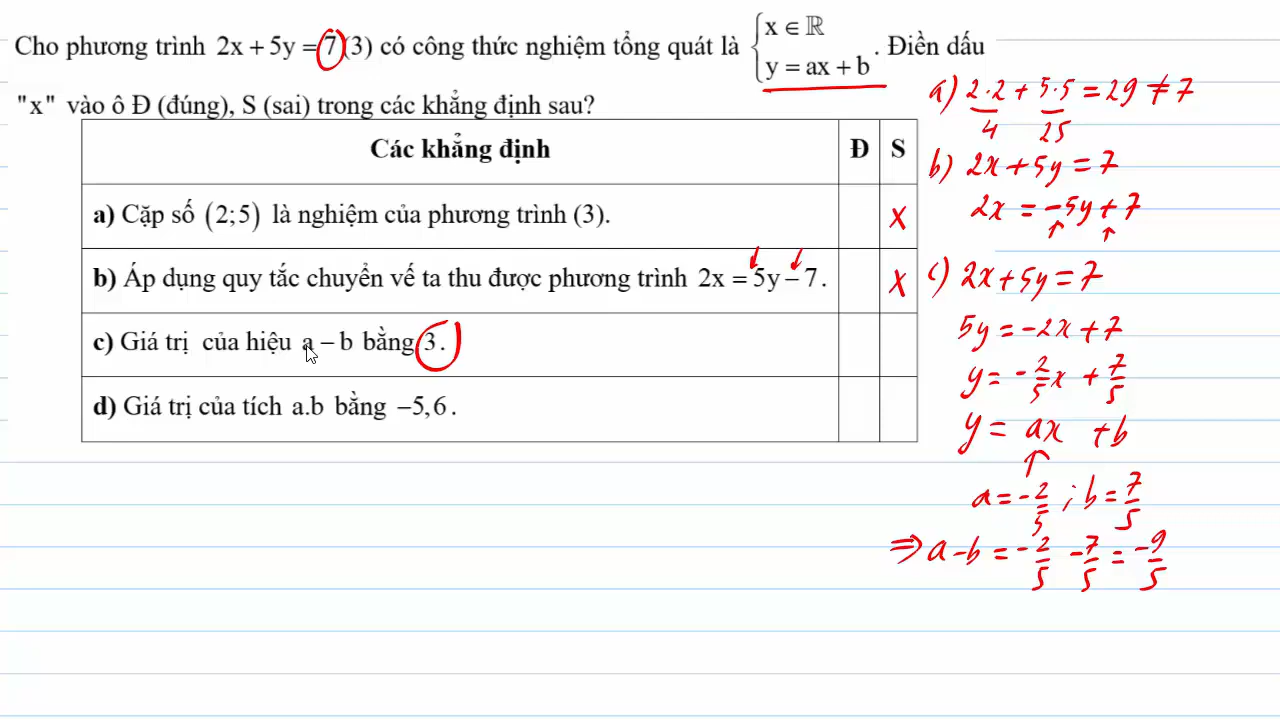 Cho phương trình 2x + 5y = 7 (3) có công thức nghiệm tổng quát là { x ∈ ℝ
y = ax + b . Điền dấu
"x" vào ô Đ (đúng), S (sai) trong các khẳng định sau?
Các khẳng định Đ S
a) Cặp số (2;5) là nghiệm của phương trình (3). x
b) Áp dụng quy tắc chuyển vế ta thu được phương trình 2x = 5y − 7. x
c) Giá trị của hiệu a − b bằng 3.
d) Giá trị của tích a.b bằng −5,6.
a) 2.2 + 5.5 = 29 ≠ 7
4 25
b) 2x + 5y = 7
2x = −5y + 7
c) 2x + 5y = 7
5y = −2x + 7
y = −2/5 x + 7/5
y = ax + b
a = −2/5 ; b = 7/5
⇒ a − b = −2/5 − 7/5 = −9/5